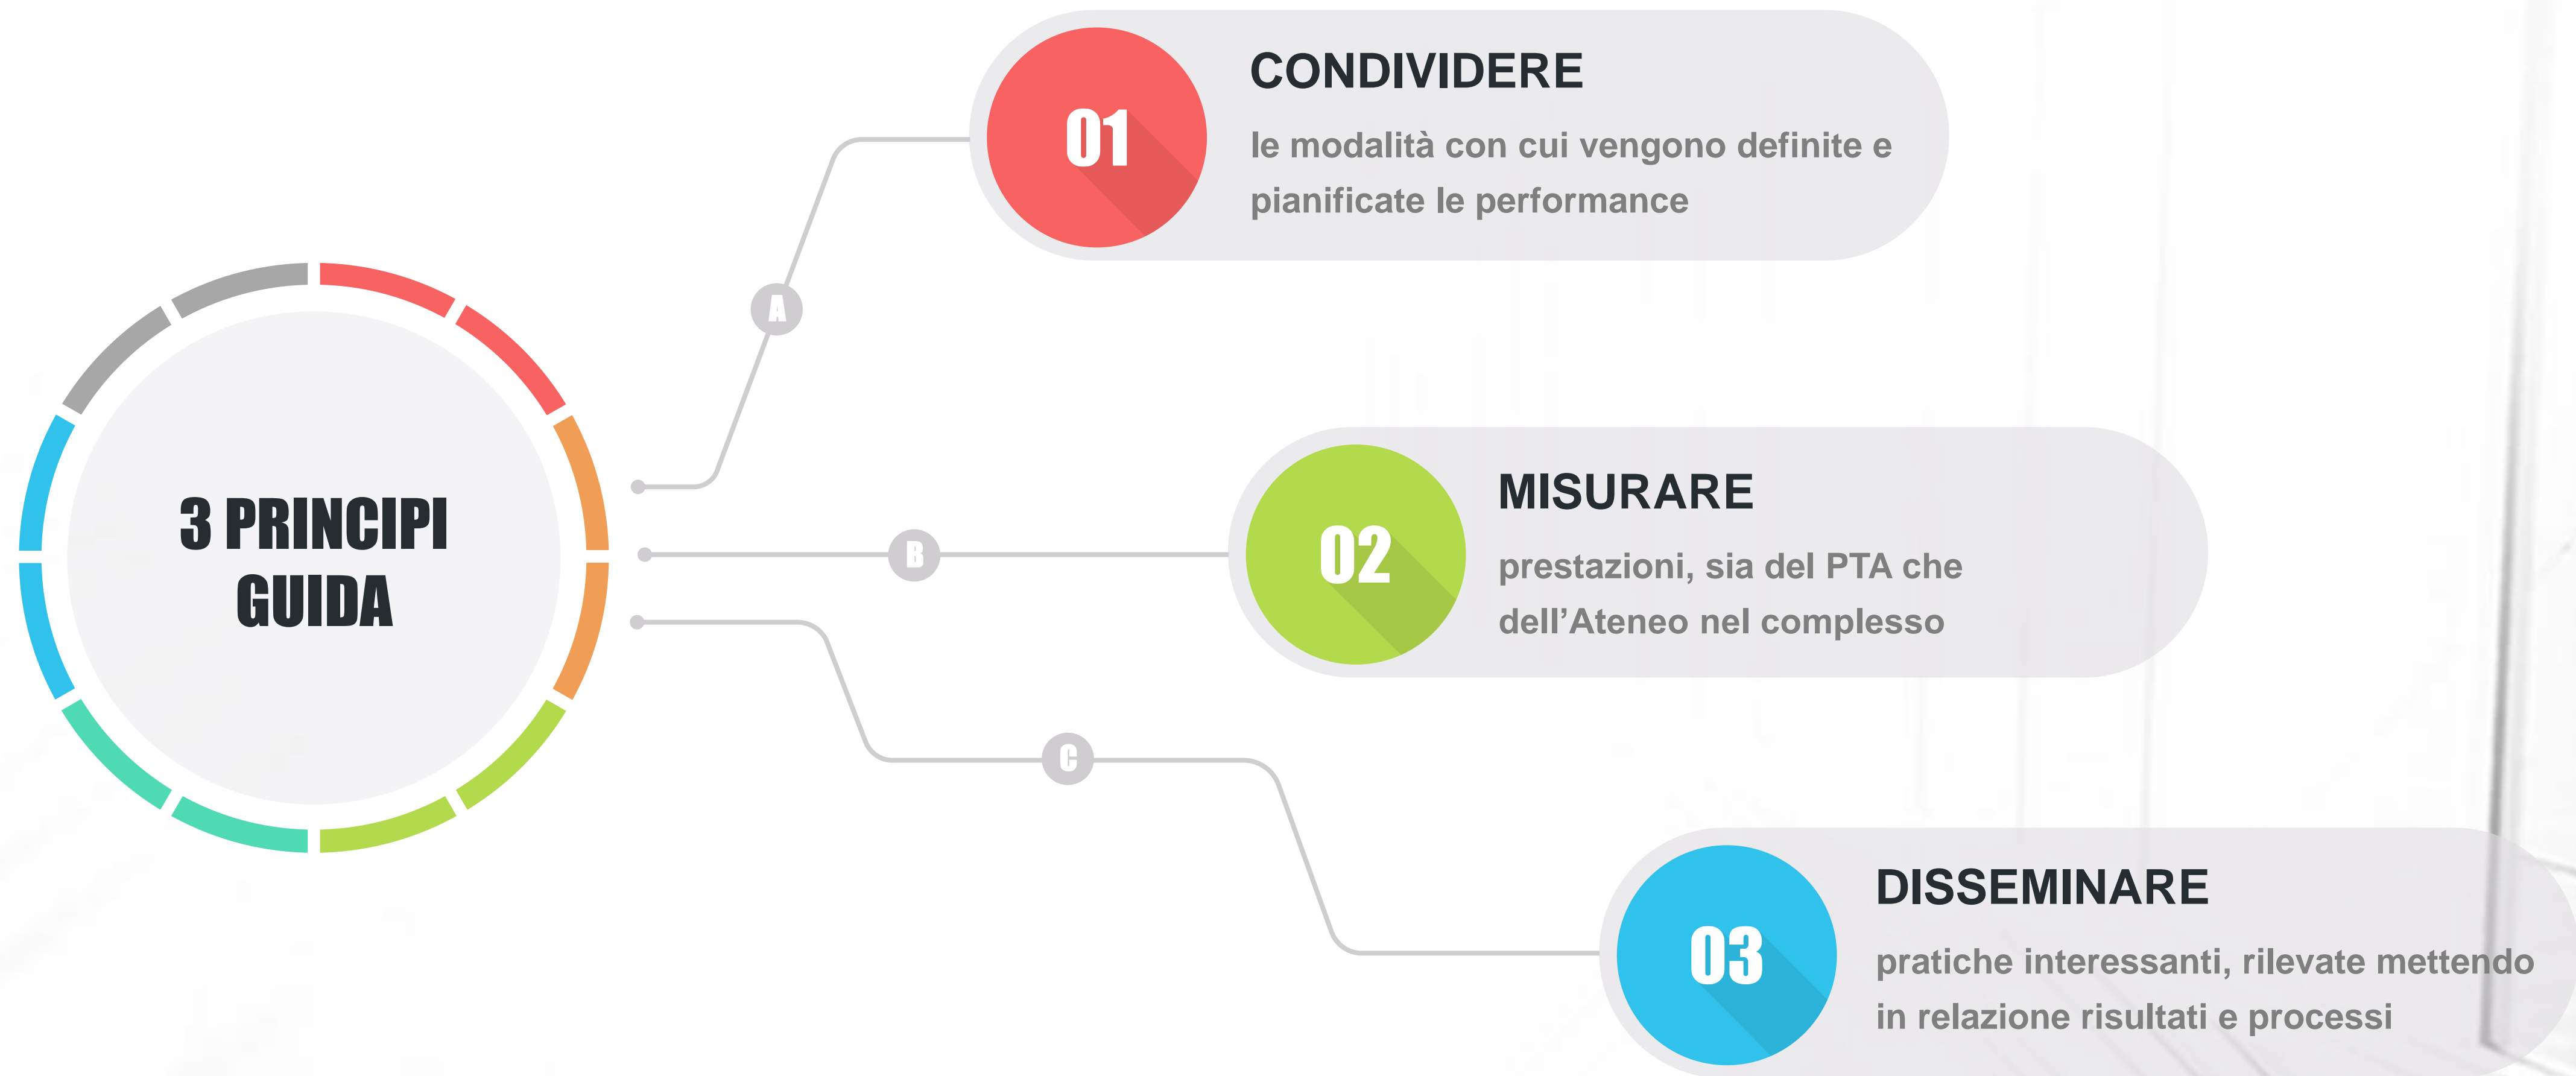 3 PRINCIPI
GUIDA
A
01
CONDIVIDERE
le modalità con cui vengono definite e
pianificate le performance
B
02
MISURARE
prestazioni, sia del PTA che
dell’Ateneo nel complesso
C
03
DISSEMINARE
pratiche interessanti, rilevate mettendo
in relazione risultati e processi